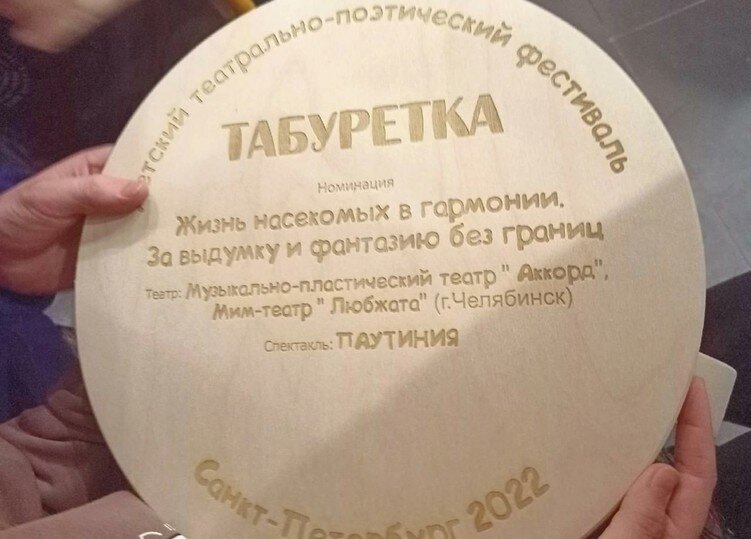 Детский театрально-поэтический фестиваль
ТАБУРЕТКА
Номинация
Жизнь насекомых в гармонии.
За выдумку и фантазию без границ
Театр: Музыкально-пластический театр " Аккорд",
Мим-театр " Любжата" (г.Челябинск)
Спектакль: ПАУТИНИЯ
Санкт-Петербург 2022